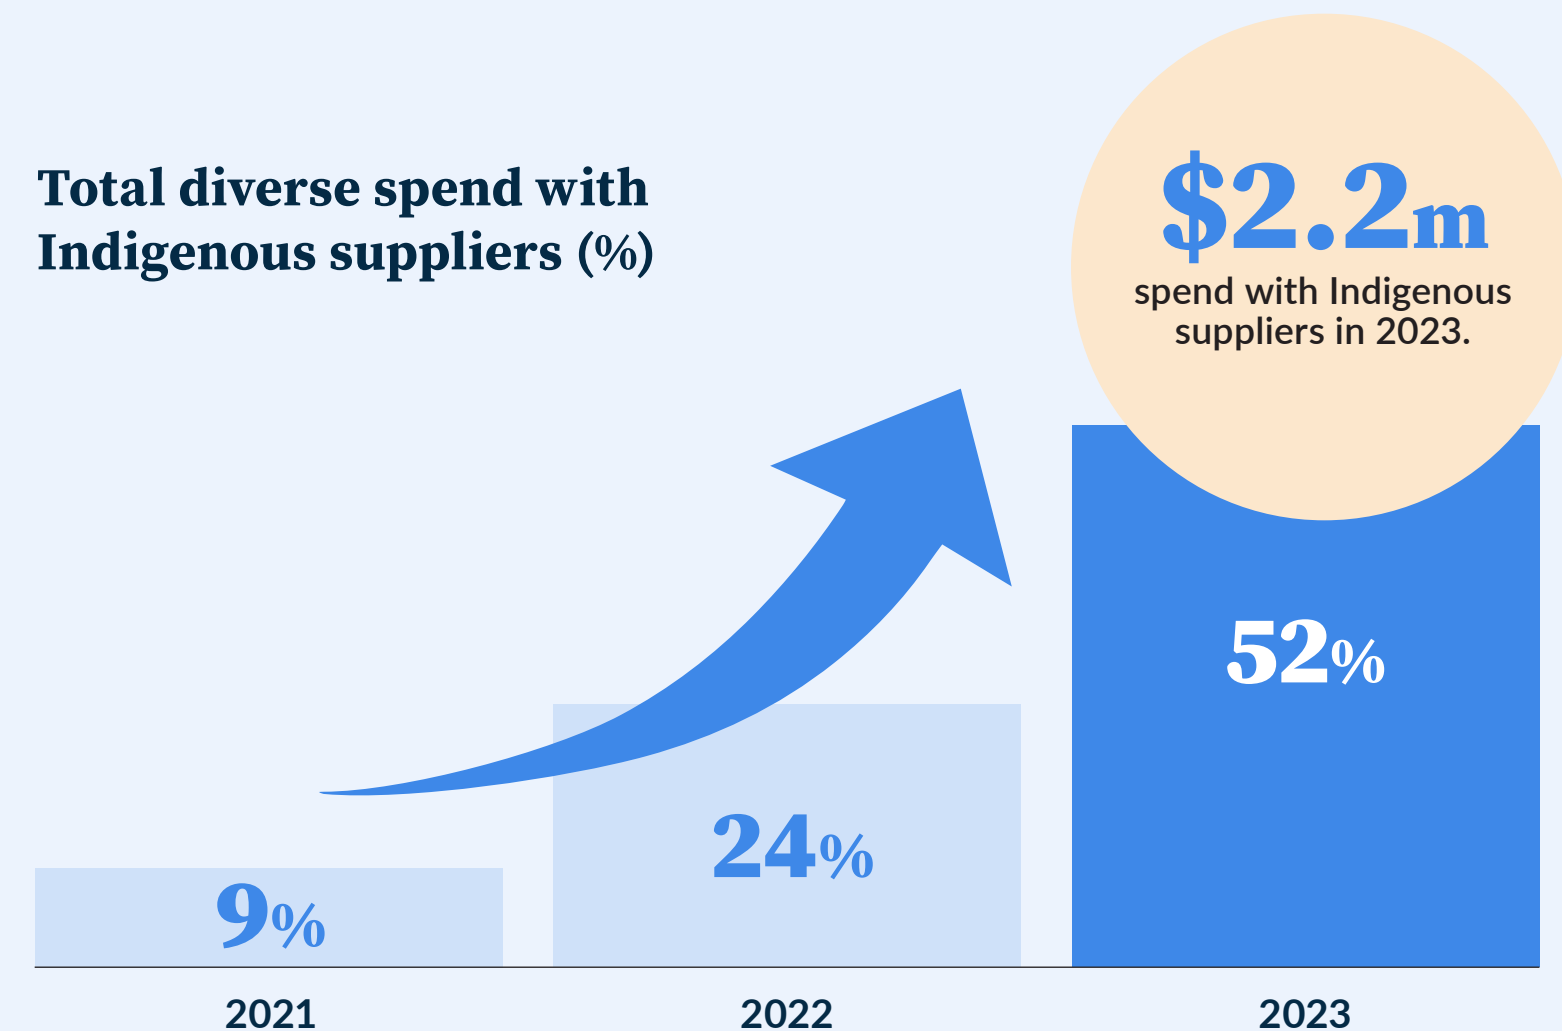 Total diverse spend with
Indigenous suppliers (%)
$2.2m
spend with Indigenous
suppliers in 2023.
52%
24%
9%
2021
2022
2023